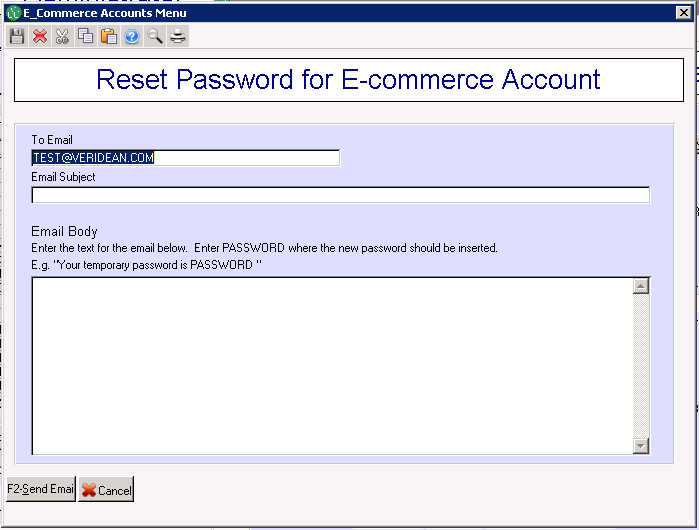 E_Commerce Accounts Menu
Reset Password for E-commerce Account
To Email
TEST@VERIDEAN.COM
Email Subject
Email Body
Enter the text for the email below. Enter PASSWORD where the new password should be inserted.
E.g. "Your temporary password is PASSWORD "
F2-Send Emai
Cancel